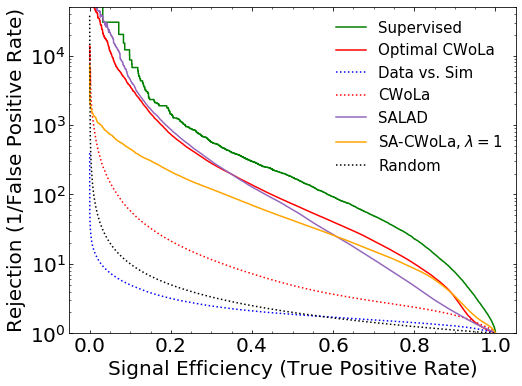 Rejection (1/False Positive Rate)
10⁴
10³
10²
10¹
10⁰
Supervised
Optimal CWoLa
Data vs. Sim
CWoLa
SALAD
SA-CWoLa, λ = 1
Random
0.0 0.2 0.4 0.6 0.8 1.0
Signal Efficiency (True Positive Rate)